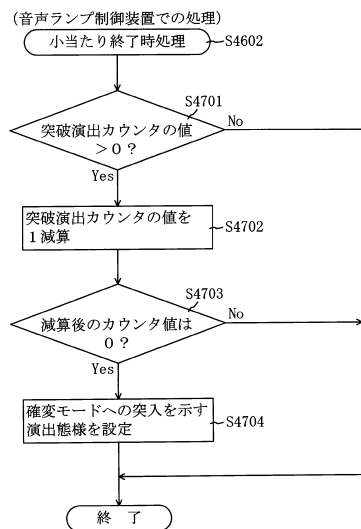 (音声ランプ制御装置での処理)
小当たり終了時処理
S4602
S4701
突破演出カウンタの値
>0?
No
Yes
突破演出カウンタの値を
1減算
S4702
S4703
減算後のカウンタ値は
0?
No
Yes
確変モードへの突入を示す
演出態様を設定
S4704
終 了